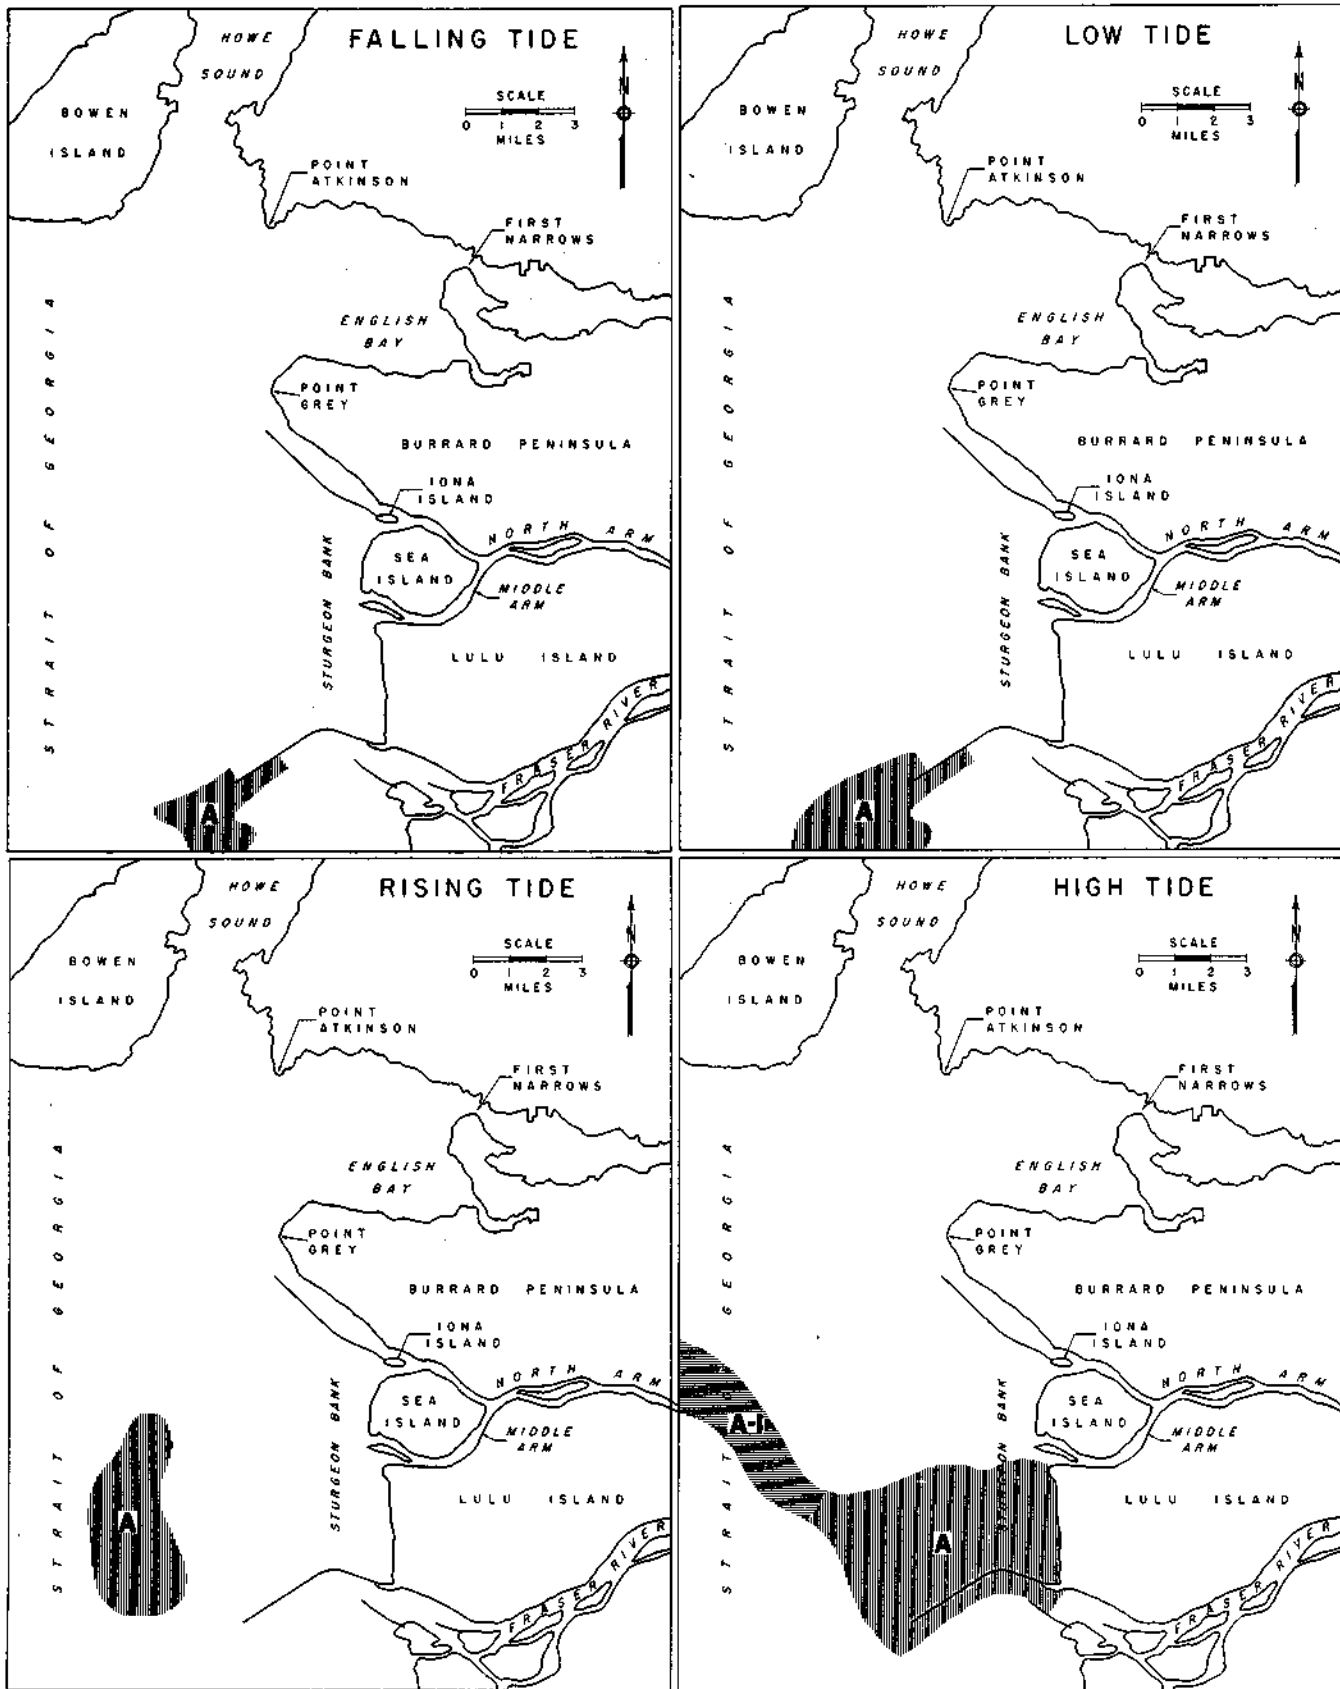 FALLING TIDE
HOWE
SOUND
BOWEN
ISLAND
SCALE
0 1 2 3
MILES
N
POINT
ATKINSON
FIRST
NARROWS
ENGLISH
BAY
POINT
GREY
BURRARD PENINSULA
IONA
ISLAND
NORTH ARM
SEA
ISLAND
MIDDLE
ARM
STURGEON BANK
LULU ISLAND
FRASER RIVER
STRAIT OF GEORGIA
A
LOW TIDE
HOWE
SOUND
BOWEN
ISLAND
SCALE
0 1 2 3
MILES
N
POINT
ATKINSON
FIRST
NARROWS
ENGLISH
BAY
POINT
GREY
BURRARD PENINSULA
IONA
ISLAND
NORTH ARM
SEA
ISLAND
MIDDLE
ARM
STURGEON BANK
LULU ISLAND
FRASER RIVER
STRAIT OF GEORGIA
A
RISING TIDE
HOWE
SOUND
BOWEN
ISLAND
SCALE
0 1 2 3
MILES
N
POINT
ATKINSON
FIRST
NARROWS
ENGLISH
BAY
POINT
GREY
BURRARD PENINSULA
IONA
ISLAND
NORTH ARM
SEA
ISLAND
MIDDLE
ARM
STURGEON BANK
LULU ISLAND
FRASER RIVER
STRAIT OF GEORGIA
A
HIGH TIDE
HOWE
SOUND
BOWEN
ISLAND
SCALE
0 1 2 3
MILES
N
POINT
ATKINSON
FIRST
NARROWS
ENGLISH
BAY
POINT
GREY
BURRARD PENINSULA
IONA
ISLAND
NORTH ARM
SEA
ISLAND
MIDDLE
ARM
STURGEON BANK
LULU ISLAND
FRASER RIVER
STRAIT OF GEORGIA
A